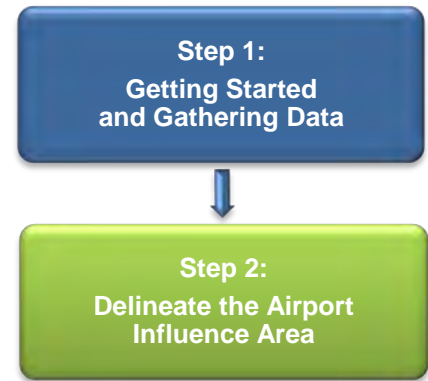 Step 1:
Getting Started
and Gathering Data
Step 2:
Delineate the Airport
Influence Area